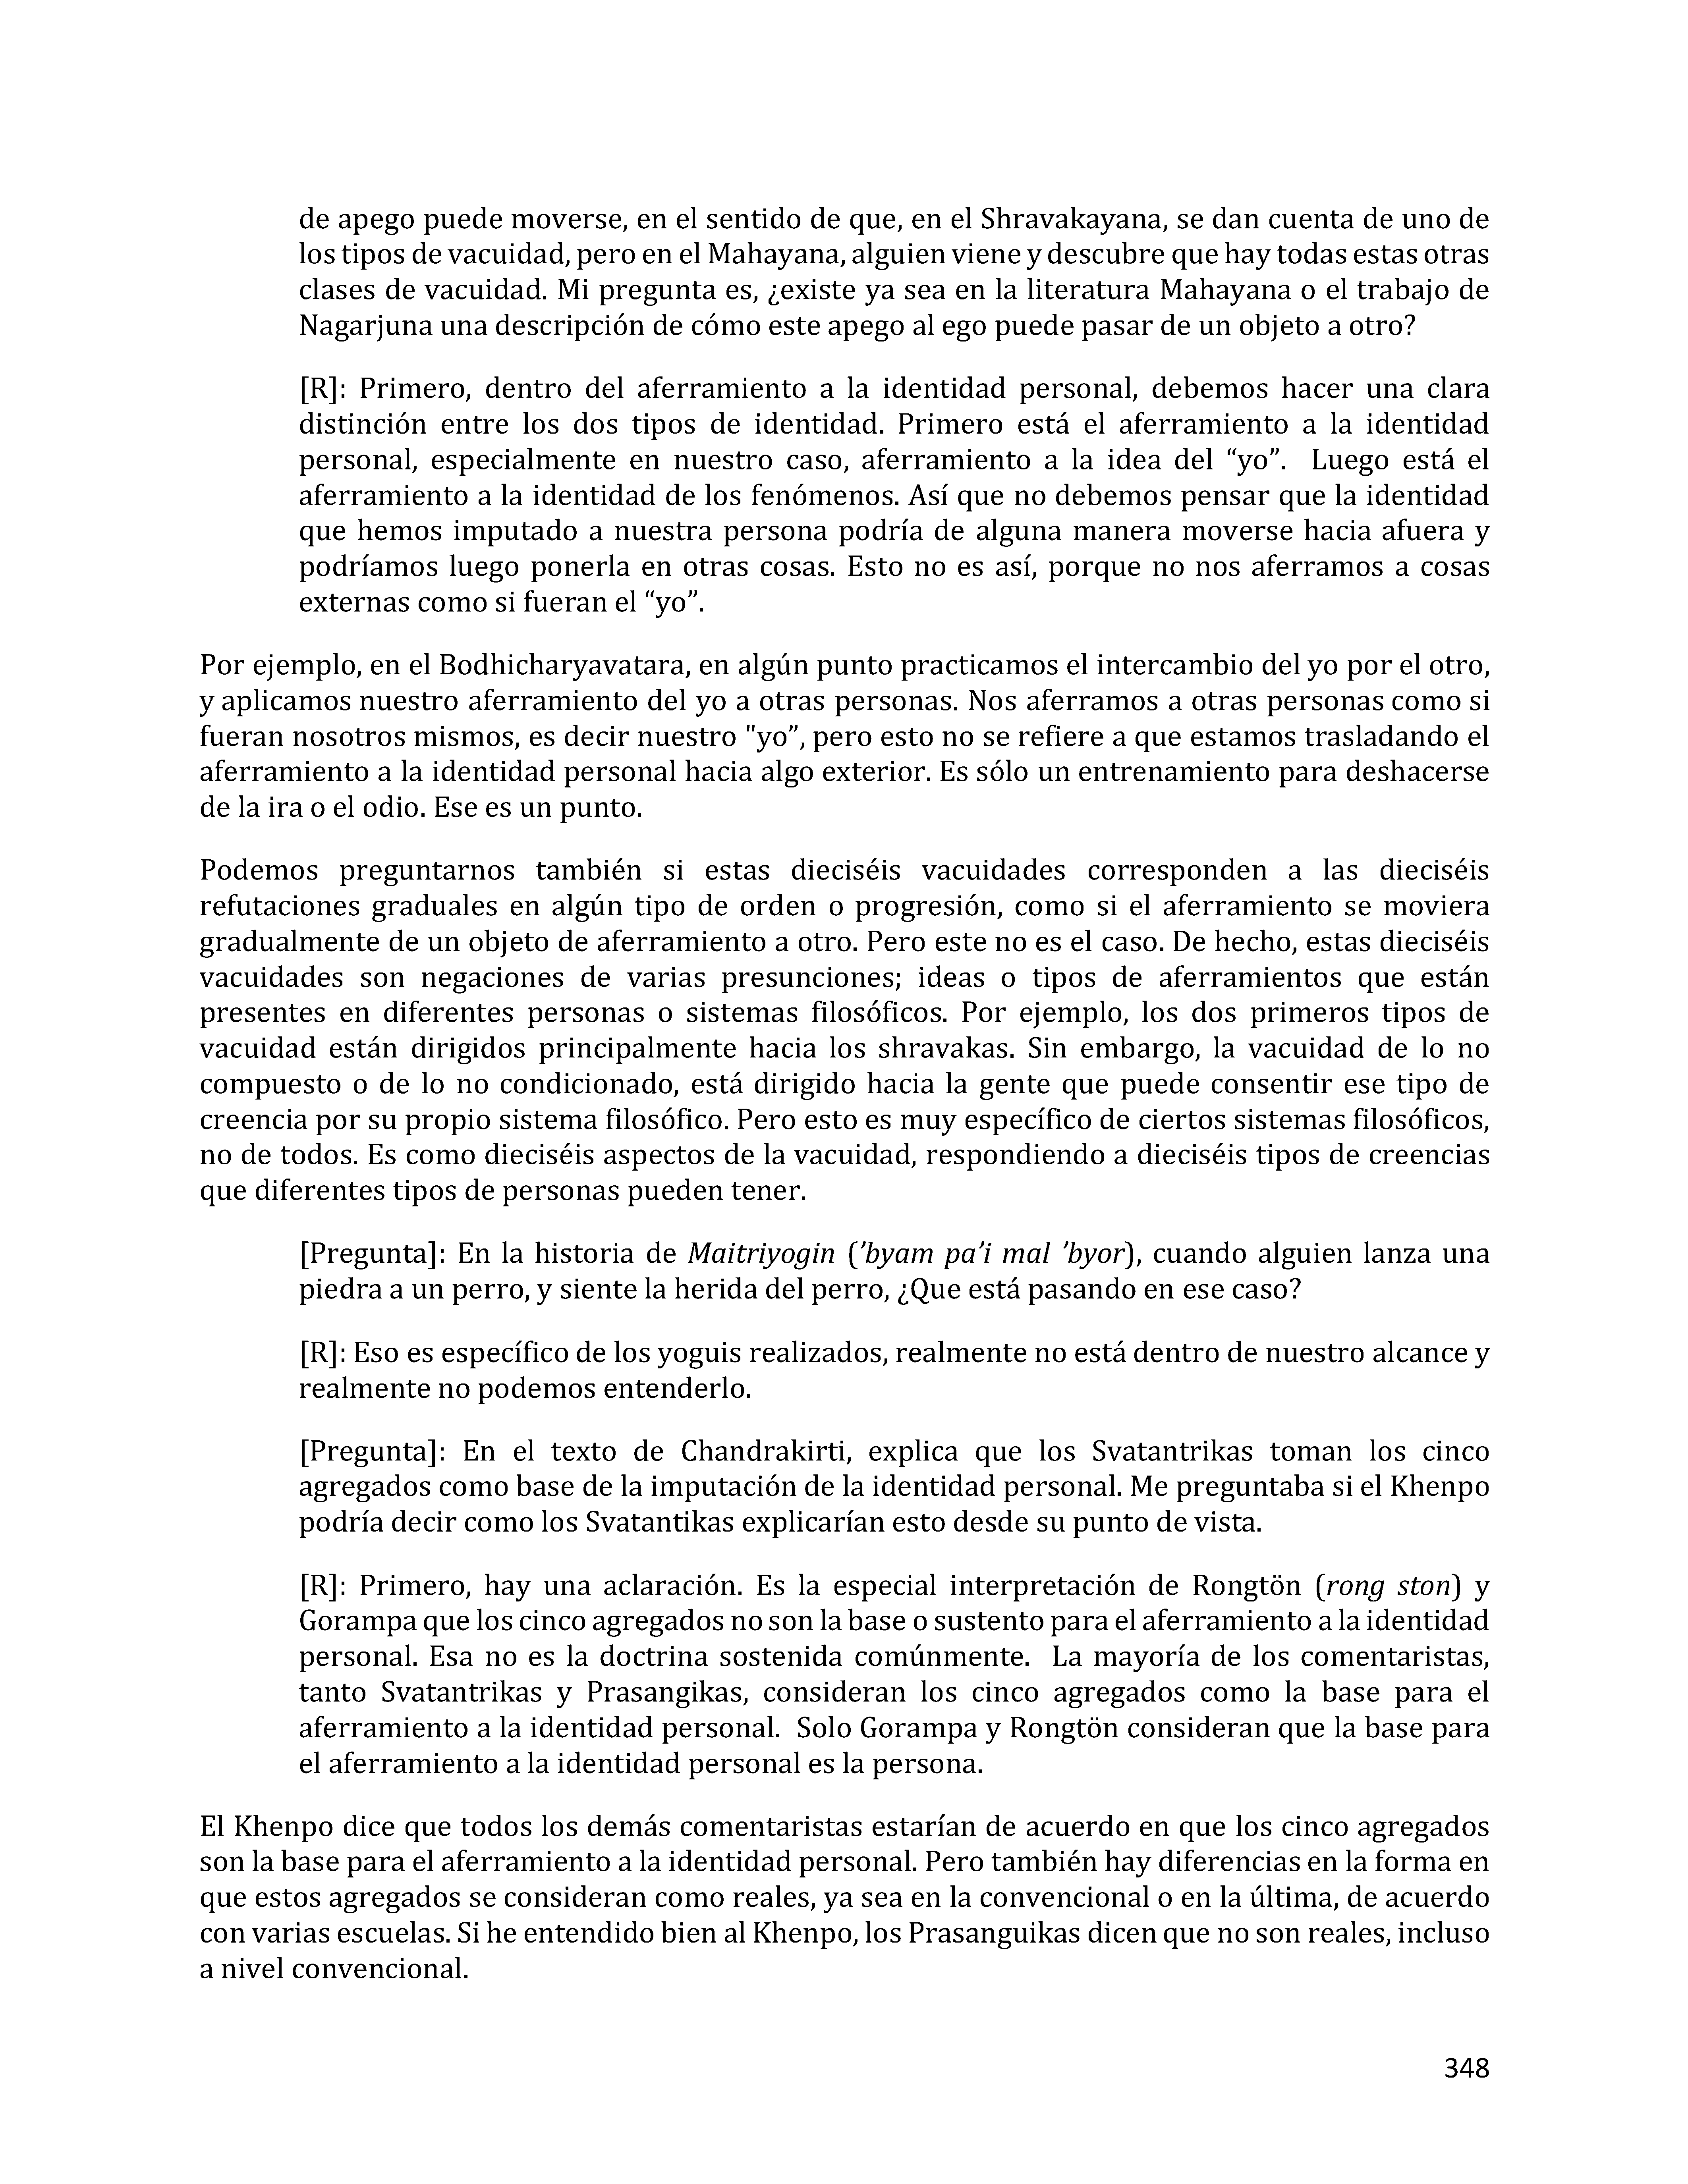 de apego puede moverse, en el sentido de que, en el Shravakayana, se dan cuenta de uno de
los tipos de vacuidad, pero en el Mahayana, alguien viene y descubre que hay todas estas otras
clases de vacuidad. Mi pregunta es, ¿existe ya sea en la literatura Mahayana o el trabajo de
Nagarjuna una descripción de cómo este apego al ego puede pasar de un objeto a otro?
[R]: Primero, dentro del aferramiento a la identidad personal, debemos hacer una clara
distinción entre los dos tipos de identidad. Primero está el aferramiento a la identidad
personal, especialmente en nuestro caso, aferramiento a la idea del “yo”. Luego está el
aferramiento a la identidad de los fenómenos. Así que no debemos pensar que la identidad
que hemos imputado a nuestra persona podría de alguna manera moverse hacia afuera y
podríamos luego ponerla en otras cosas. Esto no es así, porque no nos aferramos a cosas
externas como si fueran el “yo”.
Por ejemplo, en el Bodhicharyavatara, en algún punto practicamos el intercambio del yo por el otro,
y aplicamos nuestro aferramiento del yo a otras personas. Nos aferramos a otras personas como si
fueran nosotros mismos, es decir nuestro "yo”, pero esto no se refiere a que estamos trasladando el
aferramiento a la identidad personal hacia algo exterior. Es sólo un entrenamiento para deshacerse
de la ira o el odio. Ese es un punto.
Podemos preguntarnos también si estas dieciséis vacuidades corresponden a las dieciséis
refutaciones graduales en algún tipo de orden o progresión, como si el aferramiento se moviera
gradualmente de un objeto de aferramiento a otro. Pero este no es el caso. De hecho, estas dieciséis
vacuidades son negaciones de varias presunciones; ideas o tipos de aferramientos que están
presentes en diferentes personas o sistemas filosóficos. Por ejemplo, los dos primeros tipos de
vacuidad están dirigidos principalmente hacia los shravakas. Sin embargo, la vacuidad de lo no
compuesto o de lo no condicionado, está dirigido hacia la gente que puede consentir ese tipo de
creencia por su propio sistema filosófico. Pero esto es muy específico de ciertos sistemas filosóficos,
no de todos. Es como dieciséis aspectos de la vacuidad, respondiendo a dieciséis tipos de creencias
que diferentes tipos de personas pueden tener.
[Pregunta]: En la historia de Maitriyogin (’byam pa’i mal ’byor), cuando alguien lanza una
piedra a un perro, y siente la herida del perro, ¿Que está pasando en ese caso?
[R]: Eso es específico de los yoguis realizados, realmente no está dentro de nuestro alcance y
realmente no podemos entenderlo.
[Pregunta]: En el texto de Chandrakirti, explica que los Svatantrikas toman los cinco
agregados como base de la imputación de la identidad personal. Me preguntaba si el Khenpo
podría decir como los Svatantikas explicarían esto desde su punto de vista.
[R]: Primero, hay una aclaración. Es la especial interpretación de Rongtön (rong ston) y
Gorampa que los cinco agregados no son la base o sustento para el aferramiento a la identidad
personal. Esa no es la doctrina sostenida comúnmente. La mayoría de los comentaristas,
tanto Svatantrikas y Prasangikas, consideran los cinco agregados como la base para el
aferramiento a la identidad personal. Solo Gorampa y Rongtön consideran que la base para
el aferramiento a la identidad personal es la persona.
El Khenpo dice que todos los demás comentaristas estarían de acuerdo en que los cinco agregados
son la base para el aferramiento a la identidad personal. Pero también hay diferencias en la forma en
que estos agregados se consideran como reales, ya sea en la convencional o en la última, de acuerdo
con varias escuelas. Si he entendido bien al Khenpo, los Prasanguikas dicen que no son reales, incluso
a nivel convencional.
348